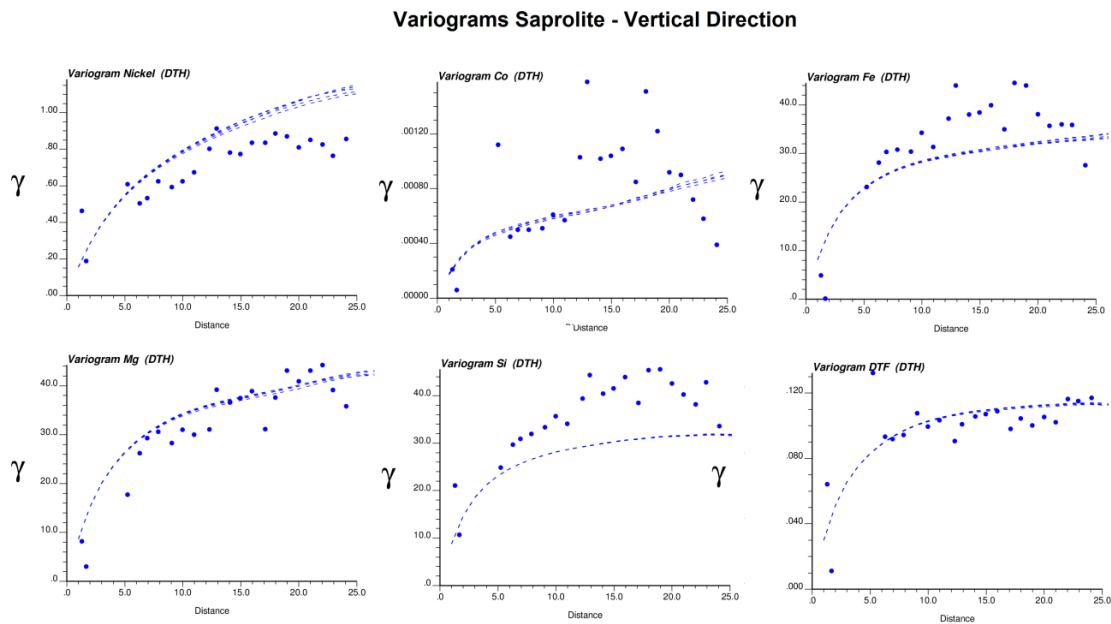 Variograms Saprolite - Vertical Direction
Variogram Nickel (DTH)
γ
1.00
.80
.60
.40
.20
.00
.0 5.0 10.0 15.0 20.0 25.0
Distance
Variogram Co (DTH)
γ
.00120
.00080
.00040
.00000
.0 5.0 10.0 15.0 20.0 25.0
Distance
Variogram Fe (DTH)
γ
40.0
30.0
20.0
10.0
.0
.0 5.0 10.0 15.0 20.0 25.0
Distance
Variogram Mg (DTH)
γ
40.0
30.0
20.0
10.0
.0
.0 5.0 10.0 15.0 20.0 25.0
Distance
Variogram Si (DTH)
γ
40.0
30.0
20.0
10.0
.0
.0 5.0 10.0 15.0 20.0 25.0
Distance
Variogram DTF (DTH)
γ
.120
.080
.040
.000
.0 5.0 10.0 15.0 20.0 25.0
Distance